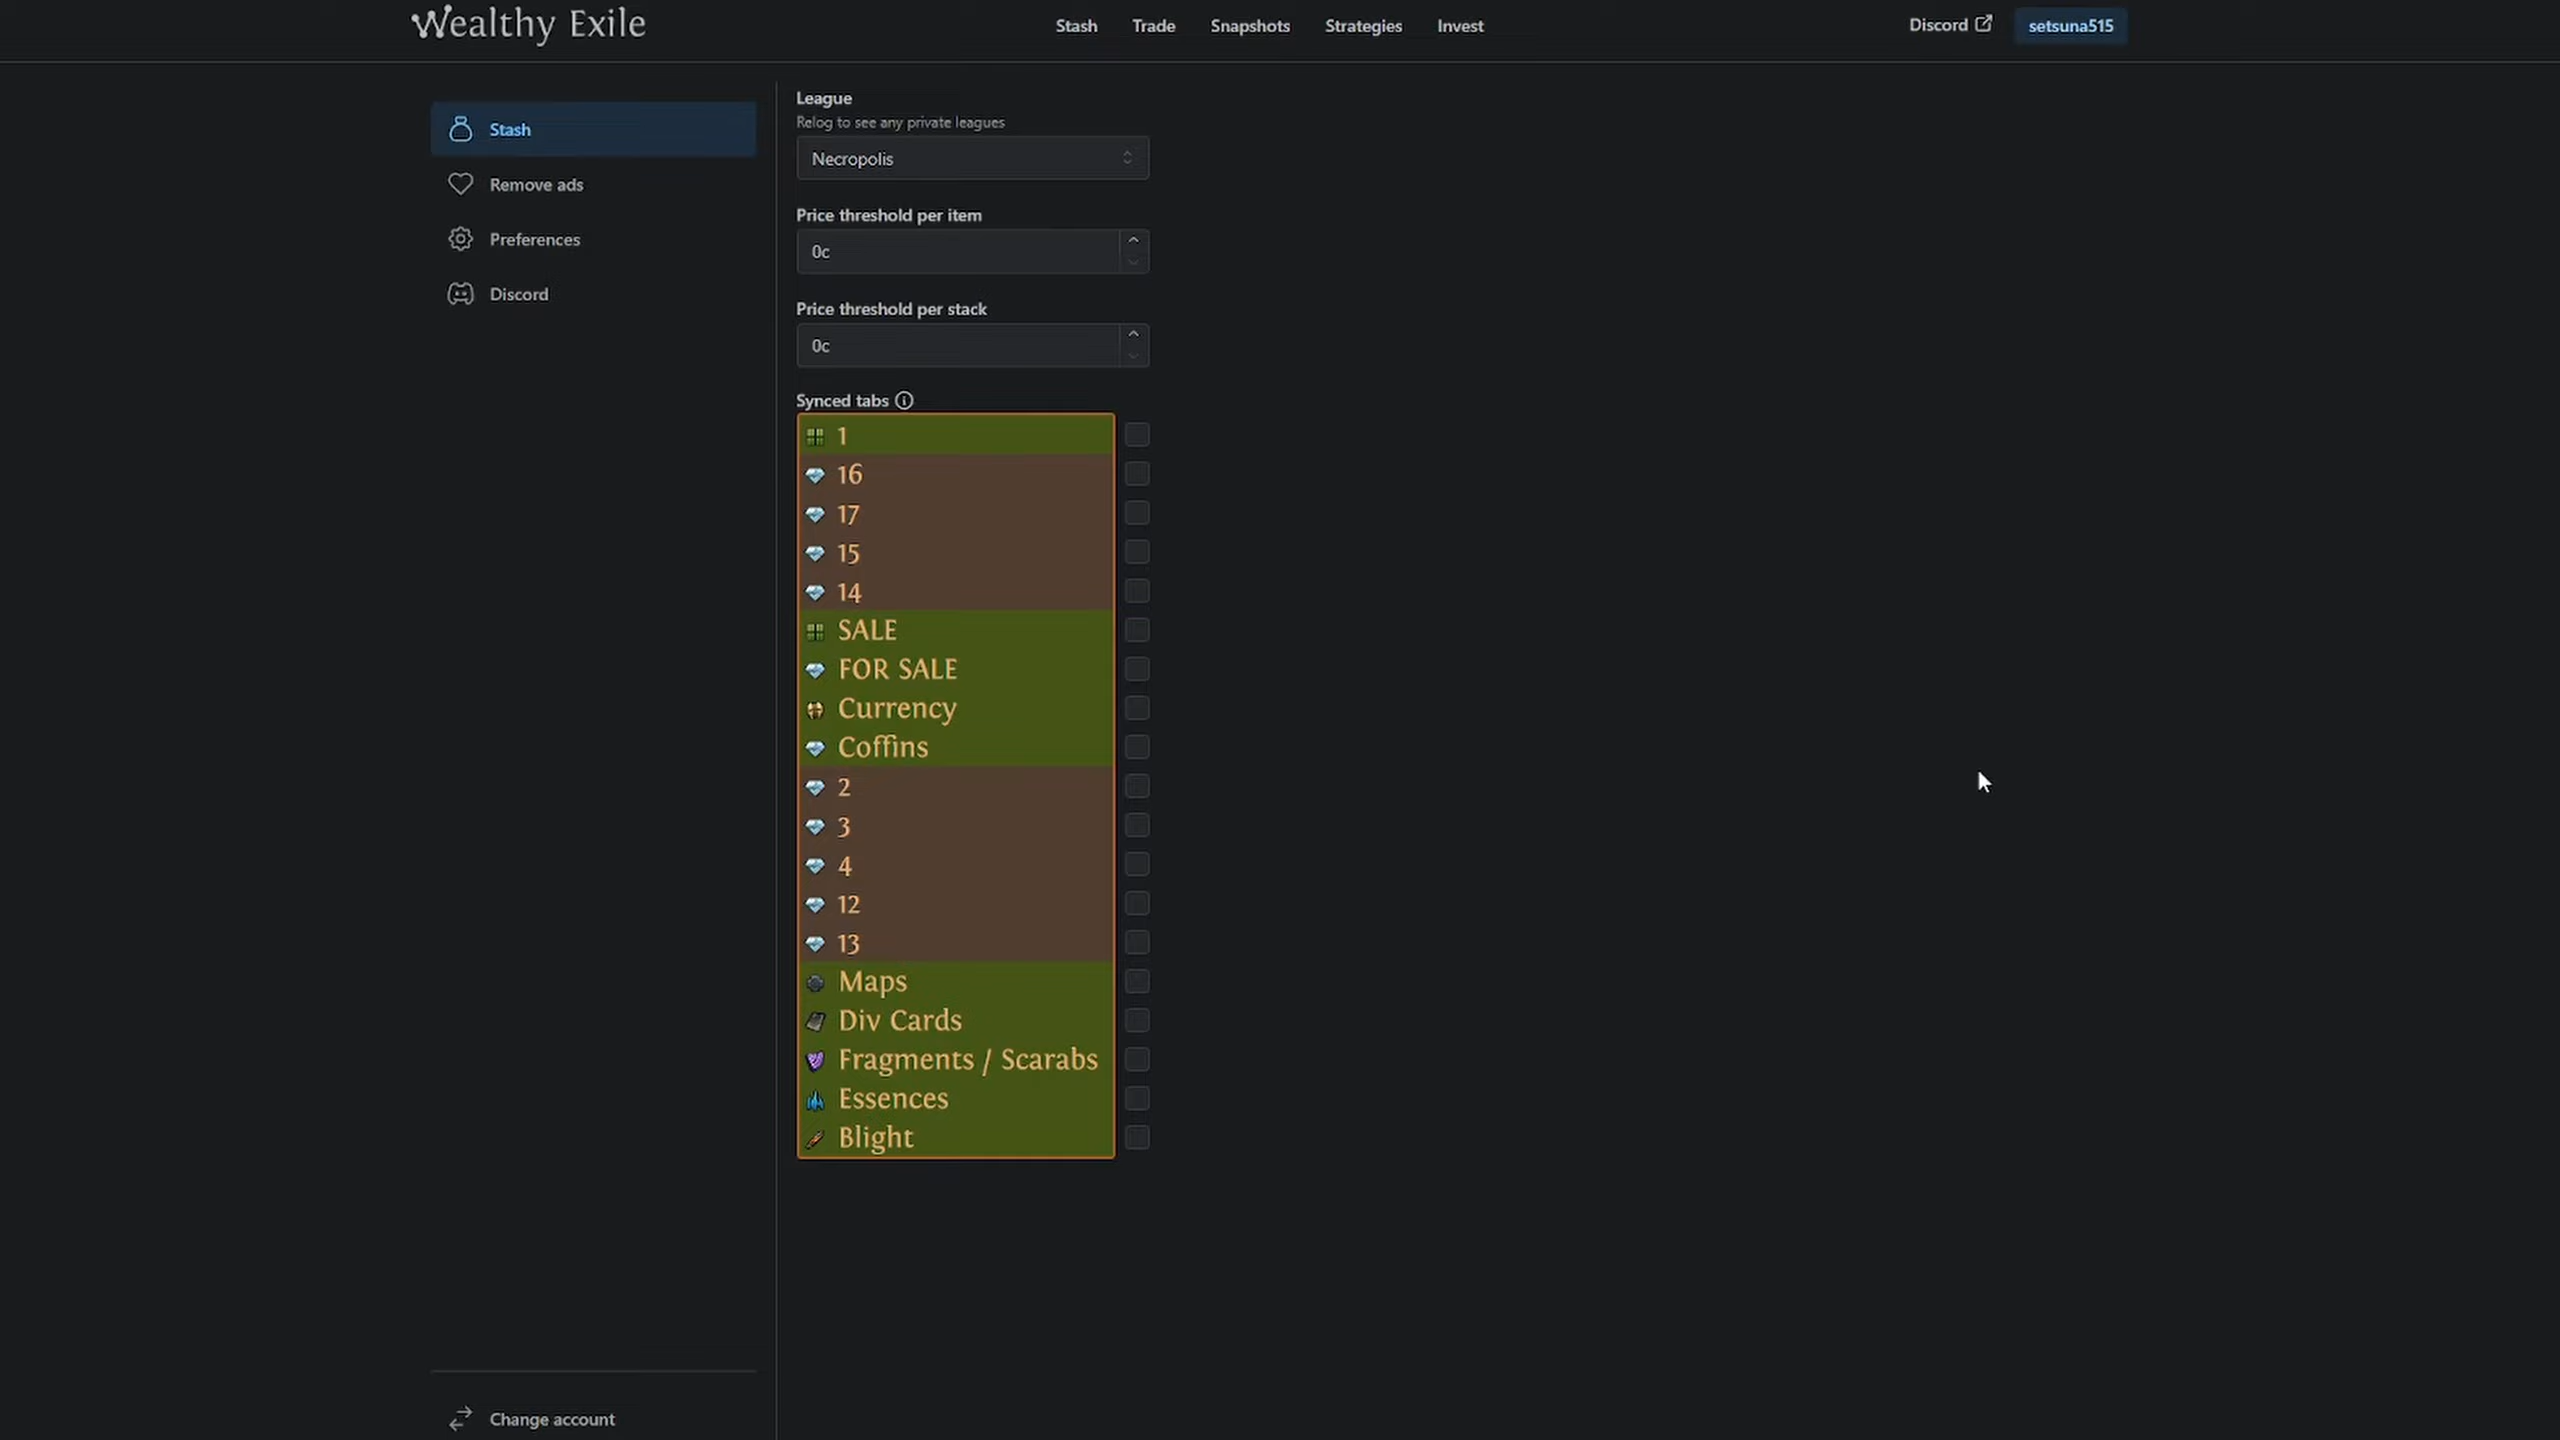 Wealthy Exile
Stash
Trade
Snapshots
Strategies
Invest
Discord
setsuna515
Stash
Remove ads
Preferences
Discord
Change account
League
Relog to see any private leagues
Necropolis
Price threshold per item
0c
Price threshold per stack
0c
Synced tabs
1
16
17
15
14
SALE
FOR SALE
Currency
Coffins
2
3
4
12
13
Maps
Div Cards
Fragments / Scarabs
Essences
Blight